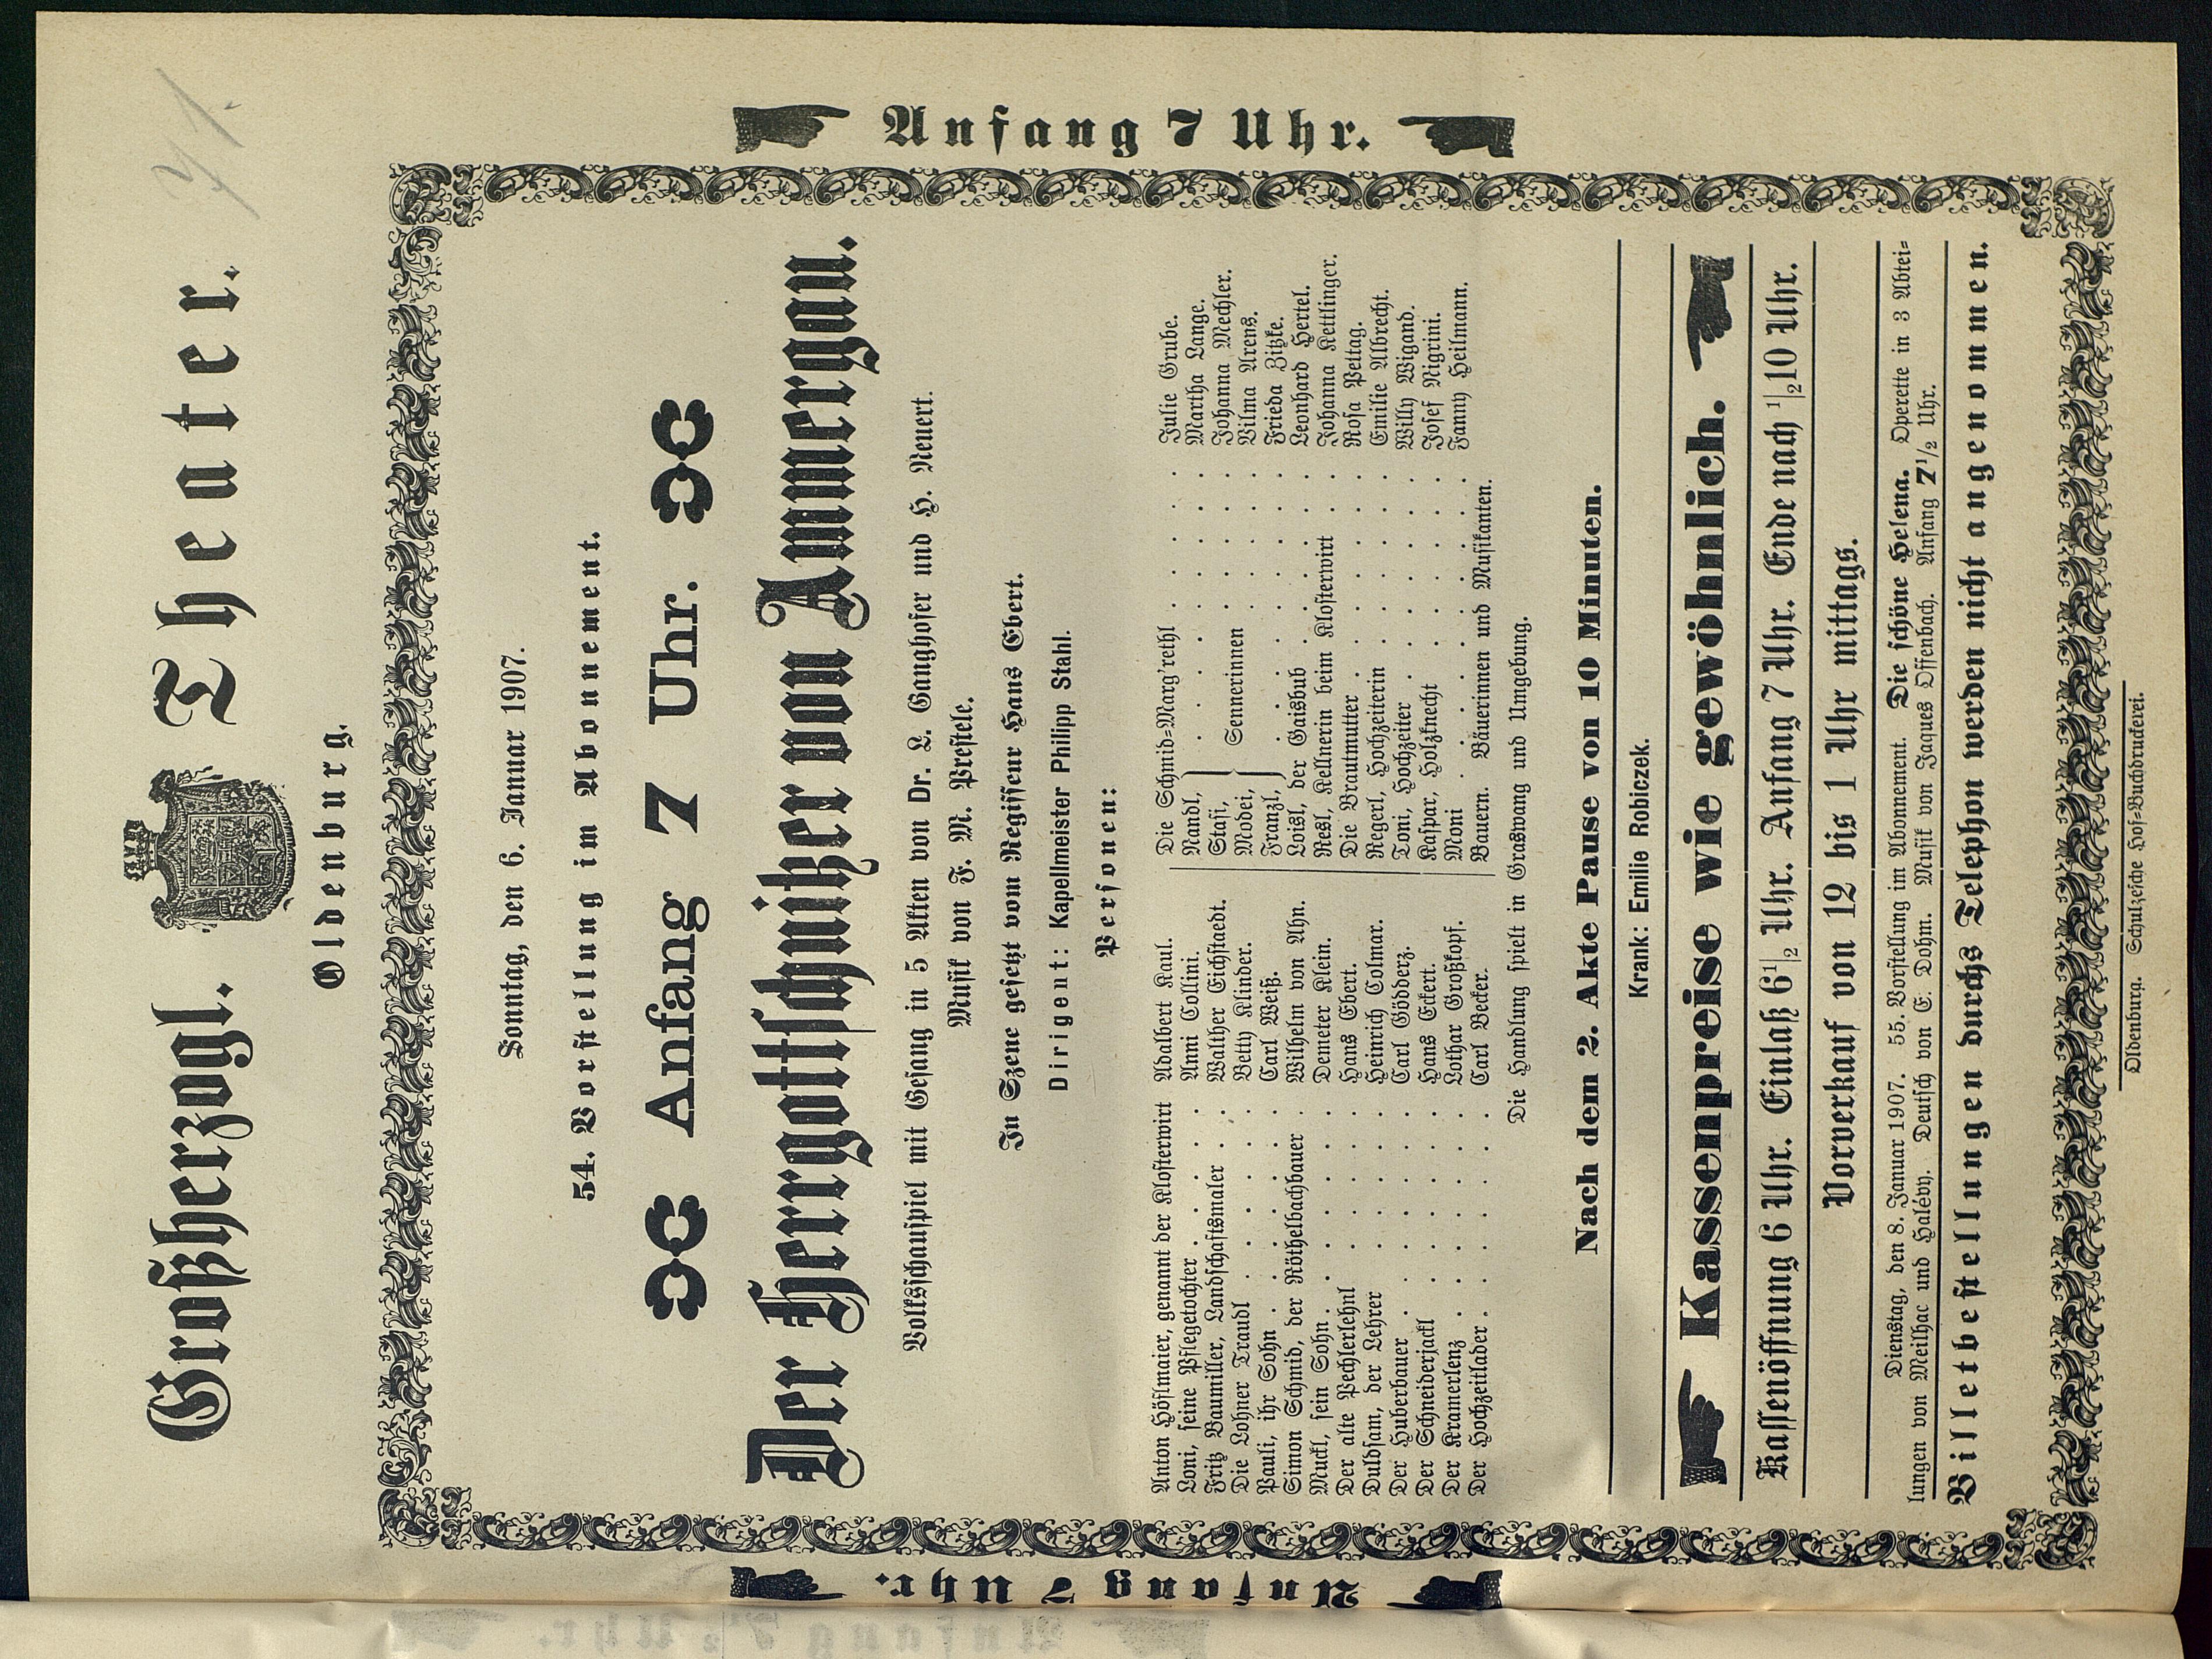 71.
Großherzogl. Theater.
Oldenburg.
Anfang 7 Uhr.
Anfang 7 Uhr.
Sonntag, den 6. Januar 1907.
54. Vorstellung im Abonnement.
Anfang 7 Uhr.
Der Herrgottschnitzer von Ammergau.
Volksschauspiel mit Gesang in 5 Akten von Dr. L. Ganghofer und H. Neuert.
Musik von F. M. Prestele.
In Szene gesetzt vom Regisseur Hans Ebert.
Dirigent: Kapellmeister Philipp Stahl.
Personen:
Anton Höflmaier, genannt der Klosterwirt Adalbert Kaul.
Loni, seine Pflegetochter . . . Anni Collini.
Fritz Baumiller, Landschaftsmaler . . Walther Eichstaedt.
Die Lohner Traudl . . . . Betty Klinder.
Pauli, ihr Sohn . . . . Carl Weiß.
Simon Schmid, der Röthelbachbauer . Wilhelm von Ahn.
Muckl, sein Sohn . . . . . Demeter Klein.
Der alte Pechlerlehnl . . . . Hans Ebert.
Duldsam, der Lehrer . . . . Heinrich Colmar.
Der Huberbauer . . . . . Carl Gödderz.
Der Schneiderjackl . . . . Hans Eckert.
Der Kramerlenz . . . . . Lothar Großkopf.
Der Hochzeitlader . . . . . Carl Becker.
Die Schmid=Marg'rethl . . . . Julie Grube.
Nandl, . . . . . . Martha Lange.
Stasi, Sennerinnen . . . Johanna Mechler.
Modei, . . . Vilma Arens.
Franzl, . . . . . . Frieda Zitzke.
Loisl, der Gaisbub . . . . Leonhard Hertel.
Resl, Kellnerin beim Klosterwirt . . Johanna Kettlinger.
Die Brautmutter . . . . . Rosa Pettag.
Regerl, Hochzeiterin . . . . Emilie Albrecht.
Toni, Hochzeiter . . . . . Willy Wigand.
Kaspar, Holzknecht . . . . Josef Nigrini.
Moni . . . . . . . Fanny Heilmann.
Bauern. Bäuerinnen und Musikanten.
Die Handlung spielt in Graswang und Umgebung.
Nach dem 2. Akte Pause von 10 Minuten.
Krank: Emilie Robiczek.
Kassenpreise wie gewöhnlich.
Kassenöffnung 6 Uhr. Einlaß 6 1/2 Uhr. Anfang 7 Uhr. Ende nach 1/2 10 Uhr.
Vorverkauf von 12 bis 1 Uhr mittags.
Dienstag, den 8. Januar 1907. 55. Vorstellung im Abonnement. Die schöne Helena. Operette in 3 Abtei=
lungen von Meilhac und Halévy. Deutsch von E. Dohm. Musik von Jaques Offenbach. Anfang 7 1/2 Uhr.
Billetbestellungen durchs Telephon werden nicht angenommen.
Oldenburg. Schulzesche Hof=Buchdruckerei.